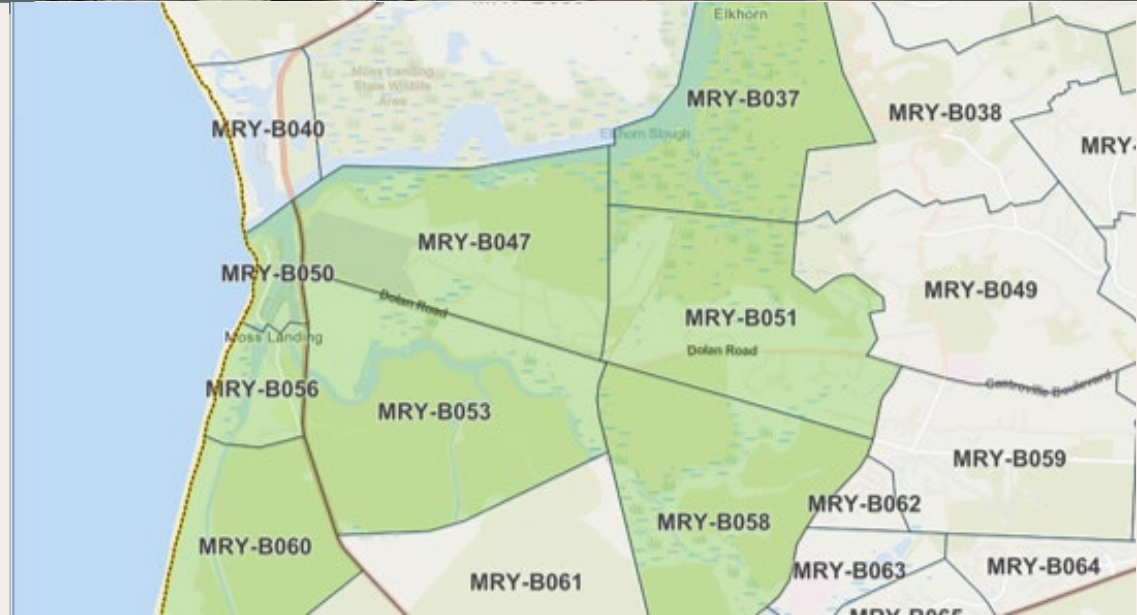 Elkhorn
Moss Landing
State Wildlife
Area
MRY-B037
MRY-B038
MRY-B040
Elkhorn Slough
MRY-
MRY-B047
MRY-B050
MRY-B049
Dolan Road
MRY-B051
Moss Landing
Dolan Road
MRY-B056
Castroville Boulevard
MRY-B053
MRY-B059
MRY-B062
MRY-B058
MRY-B060
MRY-B063
MRY-B064
MRY-B061